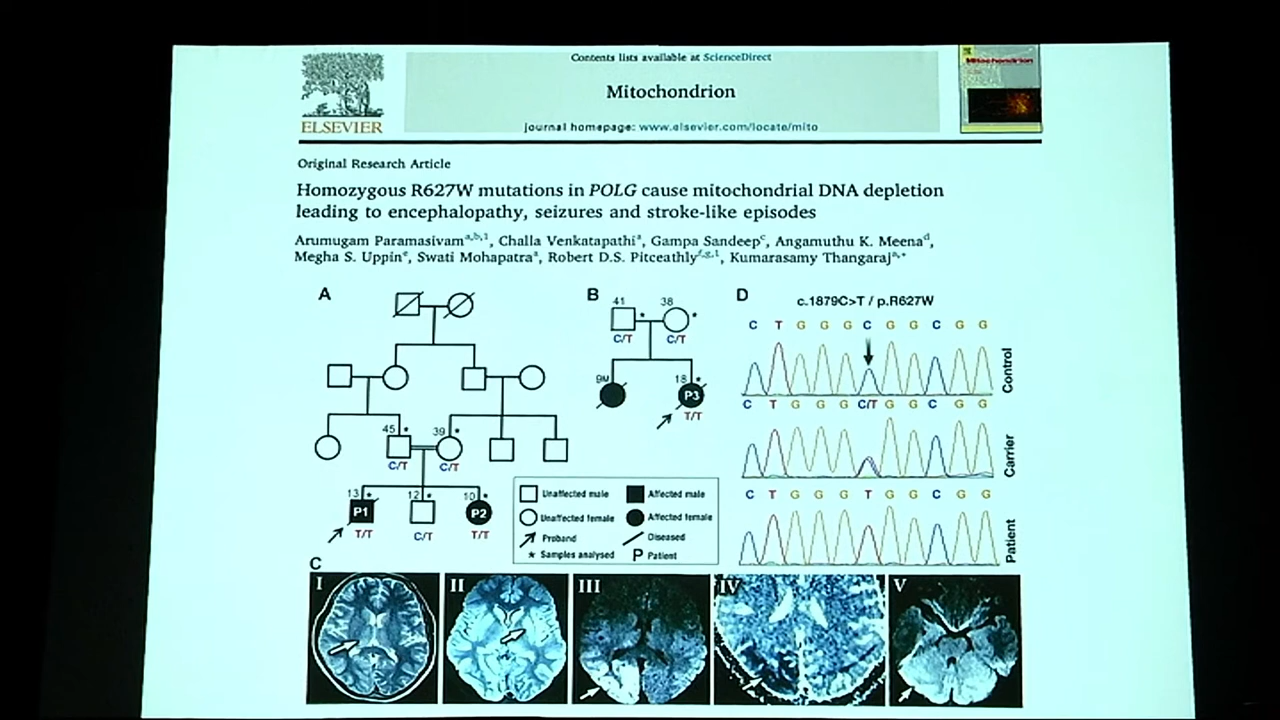 Contents lists available at ScienceDirect
Mitochondrion
Mitochondrion
journal homepage: www.elsevier.com/locate/mito
ELSEVIER
Original Research Article
Homozygous R627W mutations in POLG cause mitochondrial DNA depletion
leading to encephalopathy, seizures and stroke-like episodes
Arumugam Paramasivam a,b,1, Challa Venkatapathi a, Gampa Sandeep c, Angamuthu K. Meena d,
Megha S. Uppin e, Swati Mohapatra a, Robert D.S. Pitceathly f,g,1, Kumarasamy Thangaraj a,*
A
B
41 * 38 *
C/T C/T
9M 18 *
P3
T/T
D
c.1879C>T / p.R627W
C T G G G C G G C G G
Control
C T G G G C/T G G C G G
Carrier
C T G G G T G G C G G
Patient
45 * 39 *
C/T C/T
13 * 12 * 10 *
P1 P2
T/T C/T T/T
Unaffected male Affected male
Unaffected female Affected female
Proband Diseased
* Samples analysed P Patient
C
I II III IV V